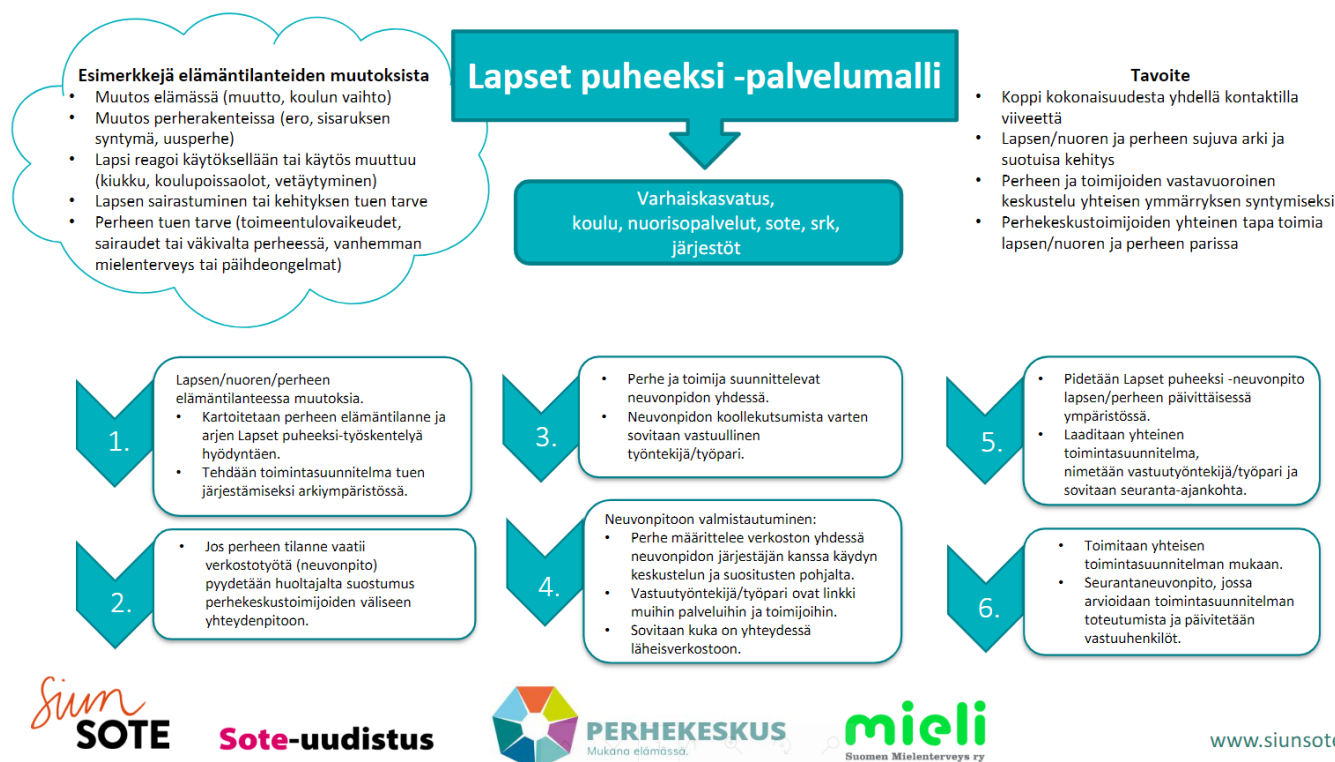 Esimerkkejä elämäntilanteiden muutoksista
• Muutos elämässä (muutto, koulun vaihto)
• Muutos perherakenteissa (ero, sisaruksen
syntymä, uusperhe)
• Lapsi reagoi käytöksellään tai käytös muuttuu
(kiukku, koulupoissaolot, vetäytyminen)
• Lapsen sairastuminen tai kehityksen tuen tarve
• Perheen tuen tarve (toimeentulovaikeudet,
sairaudet tai väkivalta perheessä, vanhemman
mielenterveys tai päihdeongelmat)
Lapset puheeksi -palvelumalli
Varhaiskasvatus,
koulu, nuorisopalvelut, sote, srk,
järjestöt
Tavoite
• Koppi kokonaisuudesta yhdellä kontaktilla
viiveettä
• Lapsen/nuoren ja perheen sujuva arki ja
suotuisa kehitys
• Perheen ja toimijoiden vastavuoroinen
keskustelu yhteisen ymmärryksen syntymiseksi
• Perhekeskustoimijoiden yhteinen tapa toimia
lapsen/nuoren ja perheen parissa
1.
Lapsen/nuoren/perheen
elämäntilanteessa muutoksia.
• Kartoitetaan perheen elämäntilanne ja
arjen Lapset puheeksi-työskentelyä
hyödyntäen.
• Tehdään toimintasuunnitelma tuen
järjestämiseksi arkiympäristössä.
2.
• Jos perheen tilanne vaatii
verkostotyötä (neuvonpito)
pyydetään huoltajalta suostumus
perhekeskustoimijoiden väliseen
yhteydenpitoon.
3.
• Perhe ja toimija suunnittelevat
neuvonpidon yhdessä.
• Neuvonpidon koollekutsumista varten
sovitaan vastuullinen
työntekijä/työpari.
4.
Neuvonpitoon valmistautuminen:
• Perhe määrittelee verkoston yhdessä
neuvonpidon järjestäjän kanssa käydyn
keskustelun ja suositusten pohjalta.
• Vastuutyöntekijä/työpari ovat linkki
muihin palveluihin ja toimijoihin.
• Sovitaan kuka on yhteydessä
läheisverkostoon.
5.
• Pidetään Lapset puheeksi -neuvonpito
lapsen/perheen päivittäisessä
ympäristössä.
• Laaditaan yhteinen
toimintasuunnitelma,
nimetään vastuutyöntekijä/työpari ja
sovitaan seuranta-ajankohta.
6.
• Toimitaan yhteisen
toimintasuunnitelman mukaan.
• Seurantaneuvonpito, jossa
arvioidaan toimintasuunnitelman
toteutumista ja päivitetään
vastuuhenkilöt.
Siun
SOTE
Sote-uudistus
PERHEKESKUS
Mukana elämässä.
mieli
Suomen Mielenterveys ry
www.siunsote